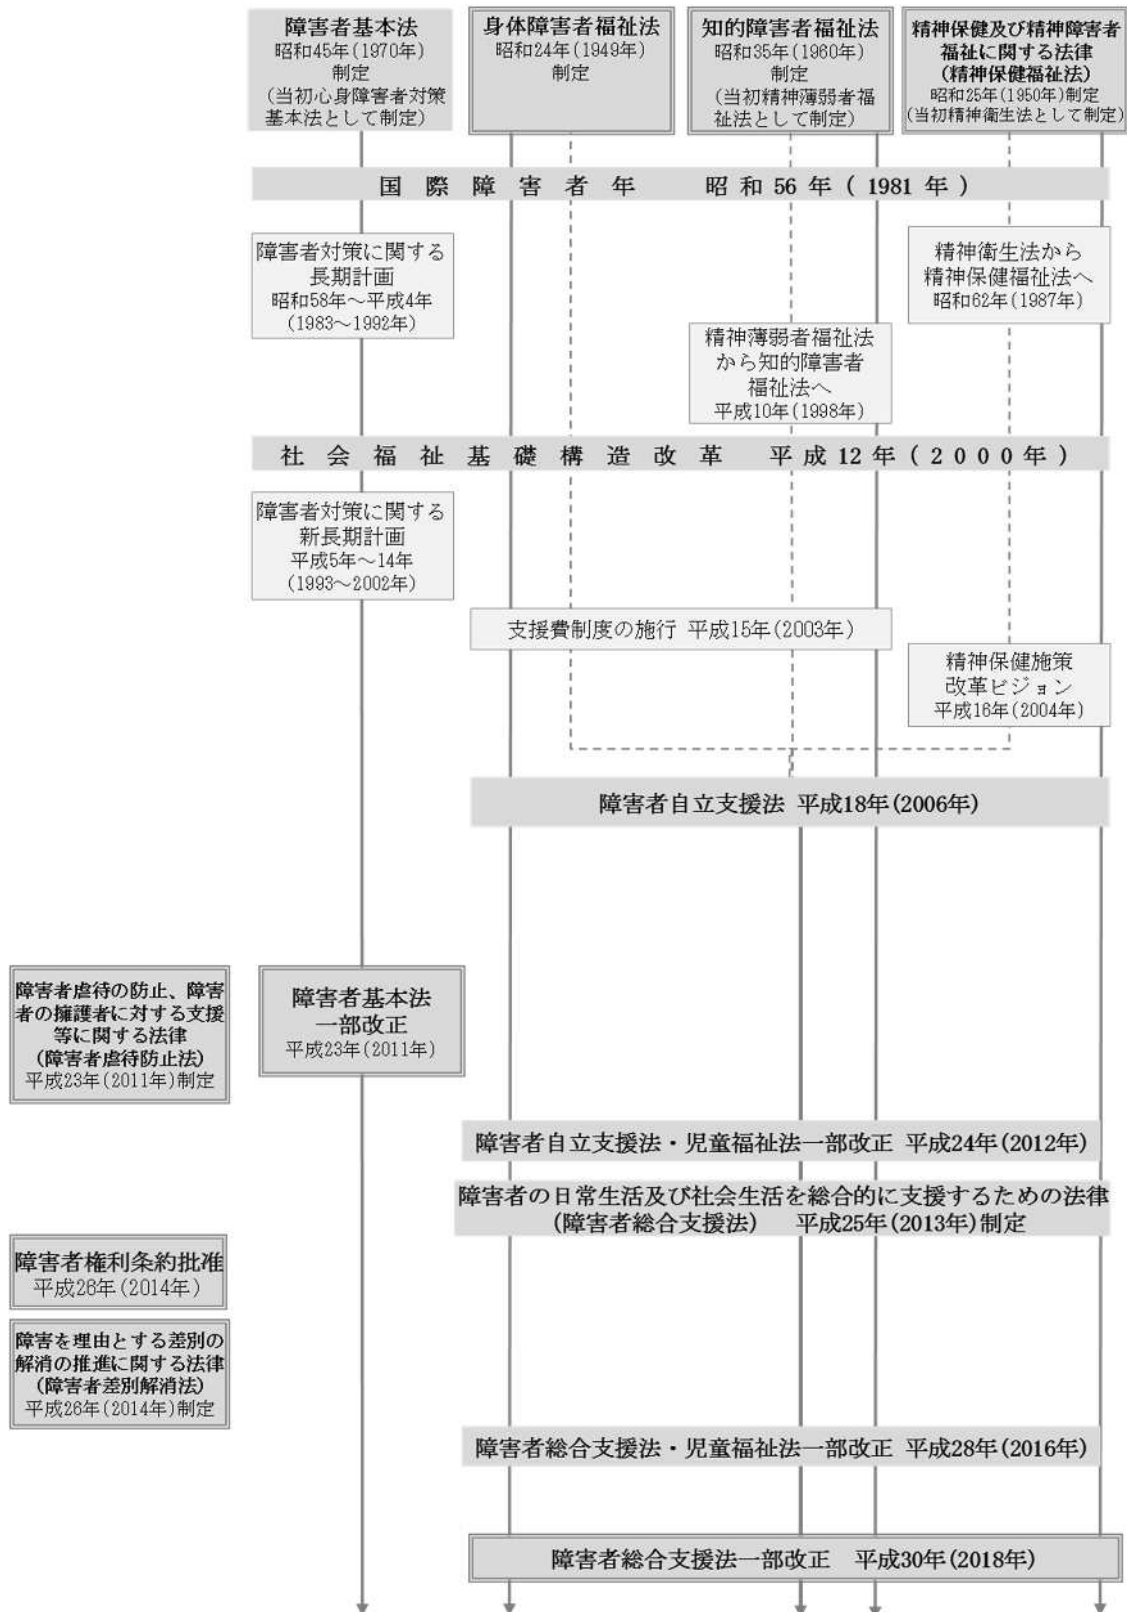 障害者基本法
昭和45年(1970年)
制定
(当初心身障害者対策
基本法として制定)
身体障害者福祉法
昭和24年(1949年)
制定
知的障害者福祉法
昭和35年(1960年)
制定
(当初精神薄弱者福
祉法として制定)
精神保健及び精神障害者
福祉に関する法律
(精神保健福祉法)
昭和25年(1950年)制定
(当初精神衛生法として制定)
国際障害者年 昭和56年(1981年)
障害者対策に関する
長期計画
昭和58年～平成4年
(1983～1992年)
精神衛生法から
精神保健福祉法へ
昭和62年(1987年)
精神薄弱者福祉法
から知的障害者
福祉法へ
平成10年(1998年)
社会福祉基礎構造改革 平成12年(2000年)
障害者対策に関する
新長期計画
平成5年～14年
(1993～2002年)
支援費制度の施行 平成15年(2003年)
精神保健施策
改革ビジョン
平成16年(2004年)
障害者自立支援法 平成18年(2006年)
障害者虐待の防止、障害
者の擁護者に対する支援
等に関する法律
(障害者虐待防止法)
平成23年(2011年)制定
障害者基本法
一部改正
平成23年(2011年)
障害者自立支援法・児童福祉法一部改正 平成24年(2012年)
障害者の日常生活及び社会生活を総合的に支援するための法律
(障害者総合支援法) 平成25年(2013年)制定
障害者権利条約批准
平成26年(2014年)
障害を理由とする差別の
解消の推進に関する法律
(障害者差別解消法)
平成26年(2014年)制定
障害者総合支援法・児童福祉法一部改正 平成28年(2016年)
障害者総合支援法一部改正 平成30年(2018年)